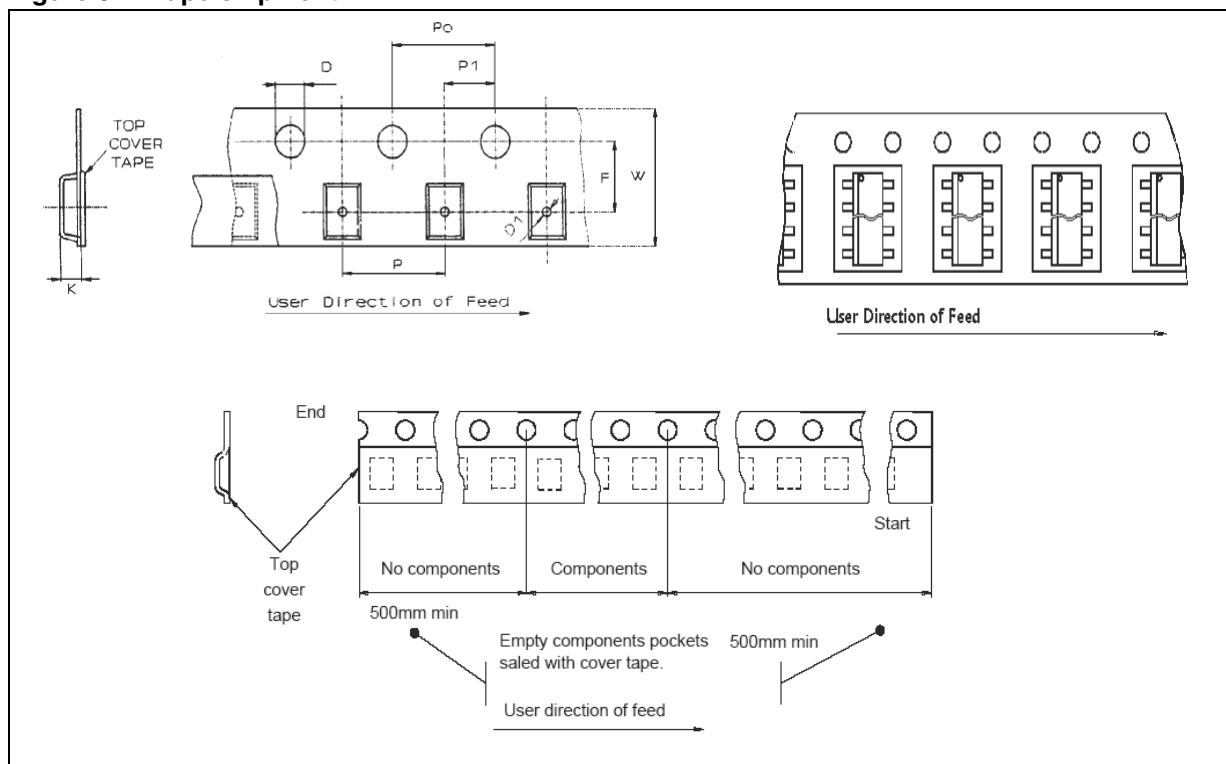 Po
D
P1
TOP
COVER
TAPE
F
W
D1
P
K
User Direction of Feed
User Direction of Feed
End
Start
Top
cover
tape
No components
Components
No components
500mm min
Empty components pockets
saled with cover tape.
500mm min
User direction of feed